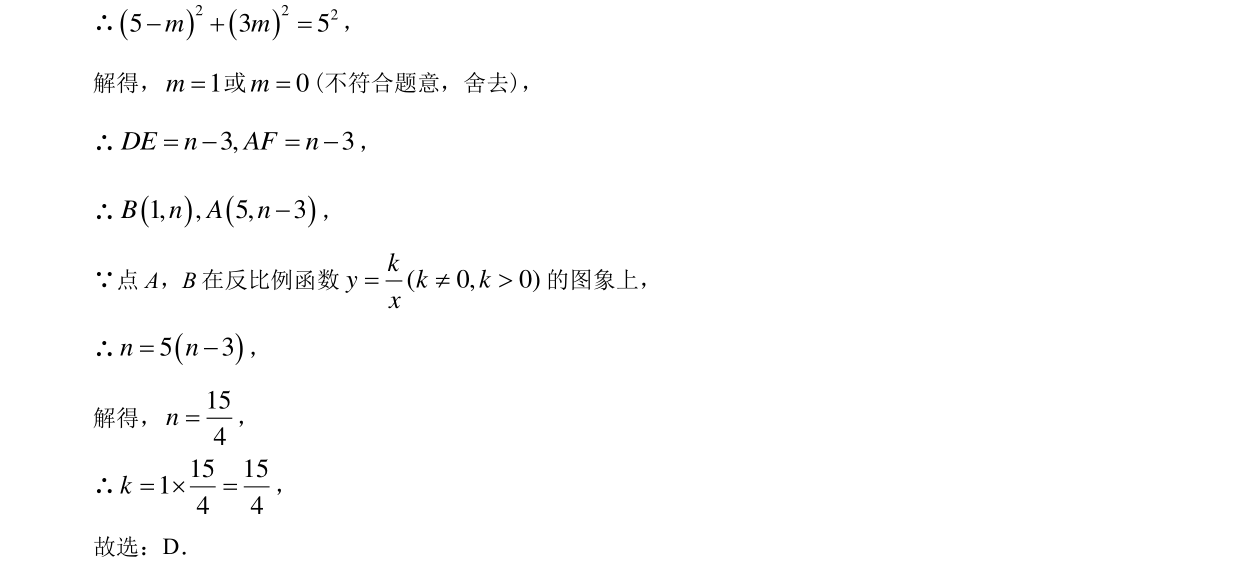 ∴(5−m)²+(3m)²=5²，
解得，m=1或m=0(不符合题意，舍去)，
∴DE=n−3,AF=n−3，
∴B(1,n),A(5,n−3)，
∵点 A，B 在反比例函数 y=k/x(k≠0,k>0) 的图象上，
∴n=5(n−3)，
解得，n=15/4，
∴k=1×15/4=15/4，
故选：D．